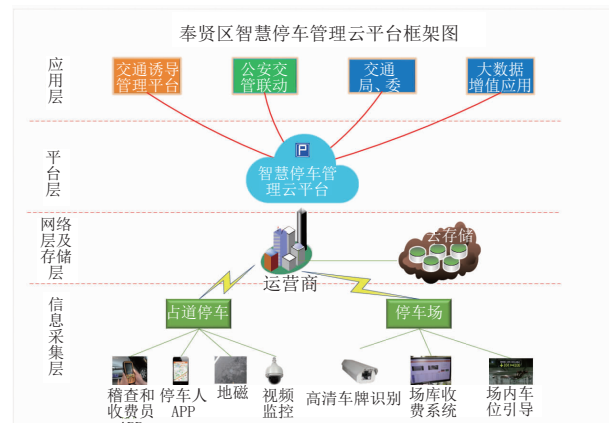 奉贤区智慧停车管理云平台框架图
应用层
交通诱导
管理平台
公安交
管联动
交通
局、委
大数据
增值应用
平台层
P
智慧停车管
理云平台
网络
层及
存储
层
云存储
运营商
信息采集层
占道停车
停车场
稽查和
收费员
APP
停车人
APP
地磁
视频
监控
高清车牌识别
场库收
费系统
场内车
位引导